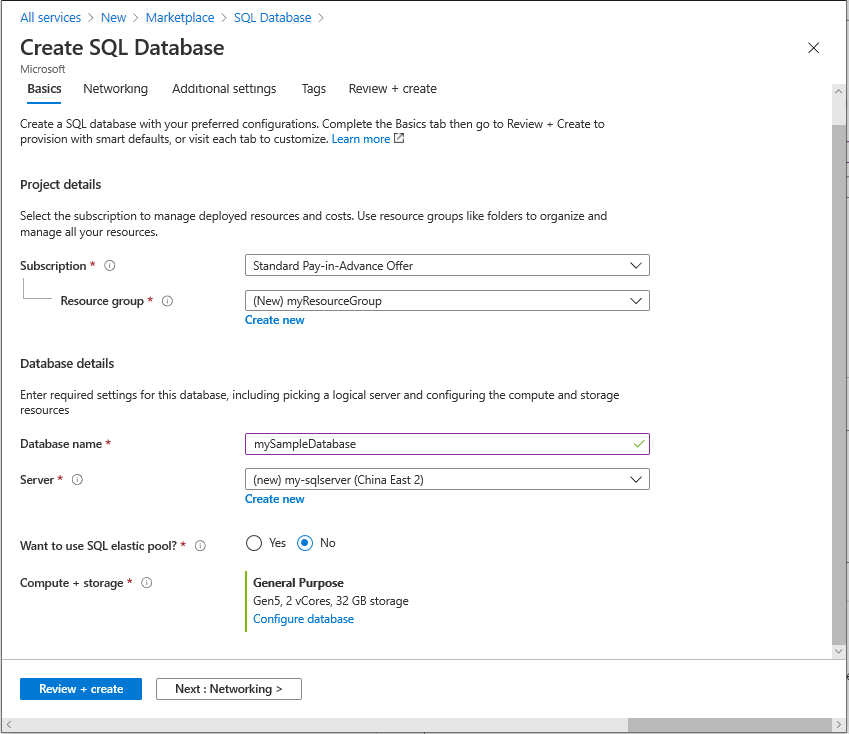 All services > New > Marketplace > SQL Database >
Create SQL Database
Microsoft
Basics Networking Additional settings Tags Review + create
Create a SQL database with your preferred configurations. Complete the Basics tab then go to Review + Create to
provision with smart defaults, or visit each tab to customize. Learn more
Project details
Select the subscription to manage deployed resources and costs. Use resource groups like folders to organize and
manage all your resources.
Subscription * Standard Pay-in-Advance Offer
Resource group * (New) myResourceGroup
Create new
Database details
Enter required settings for this database, including picking a logical server and configuring the compute and storage
resources
Database name * mySampleDatabase
Server * (new) my-sqlserver (China East 2)
Create new
Want to use SQL elastic pool? * Yes No
Compute + storage * General Purpose
Gen5, 2 vCores, 32 GB storage
Configure database
Review + create Next : Networking >